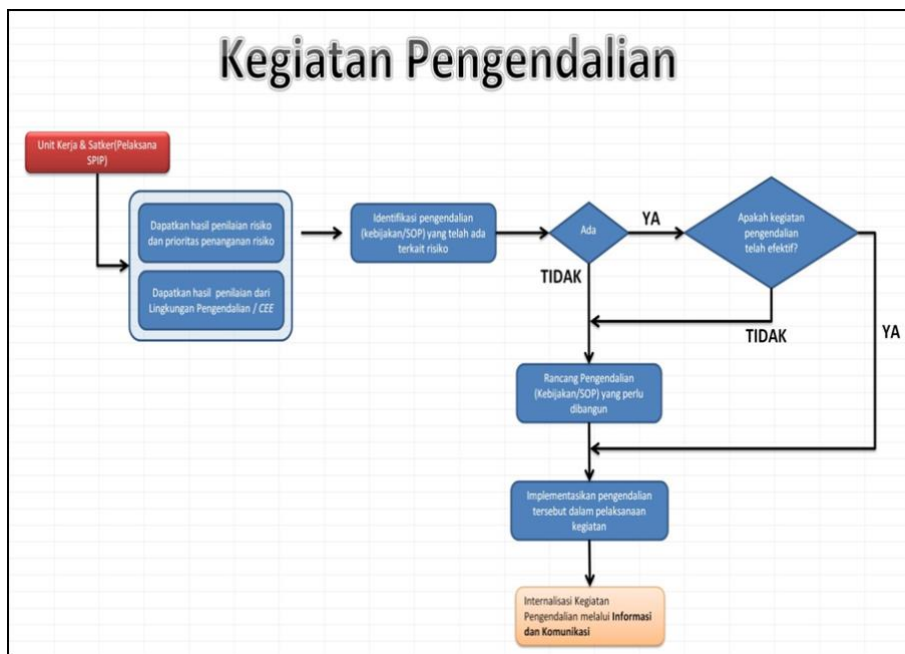 Kegiatan Pengendalian
Unit Kerja & Satker(Pelaksana
SPIP)
Dapatkan hasil penilaian risiko
dan prioritas penanganan risiko
Dapatkan hasil penilaian dari
Lingkungan Pengendalian / CEE
Identifikasi pengendalian
(kebijakan/SOP) yang telah ada
terkait risiko
Ada
YA
Apakah kegiatan
pengendalian
telah efektif?
TIDAK
TIDAK
YA
Rancang Pengendalian
(Kebijakan/SOP) yang perlu
dibangun
Implementasikan pengendalian
tersebut dalam pelaksanaan
kegiatan
Internalisasi Kegiatan
Pengendalian melalui Informasi
dan Komunikasi